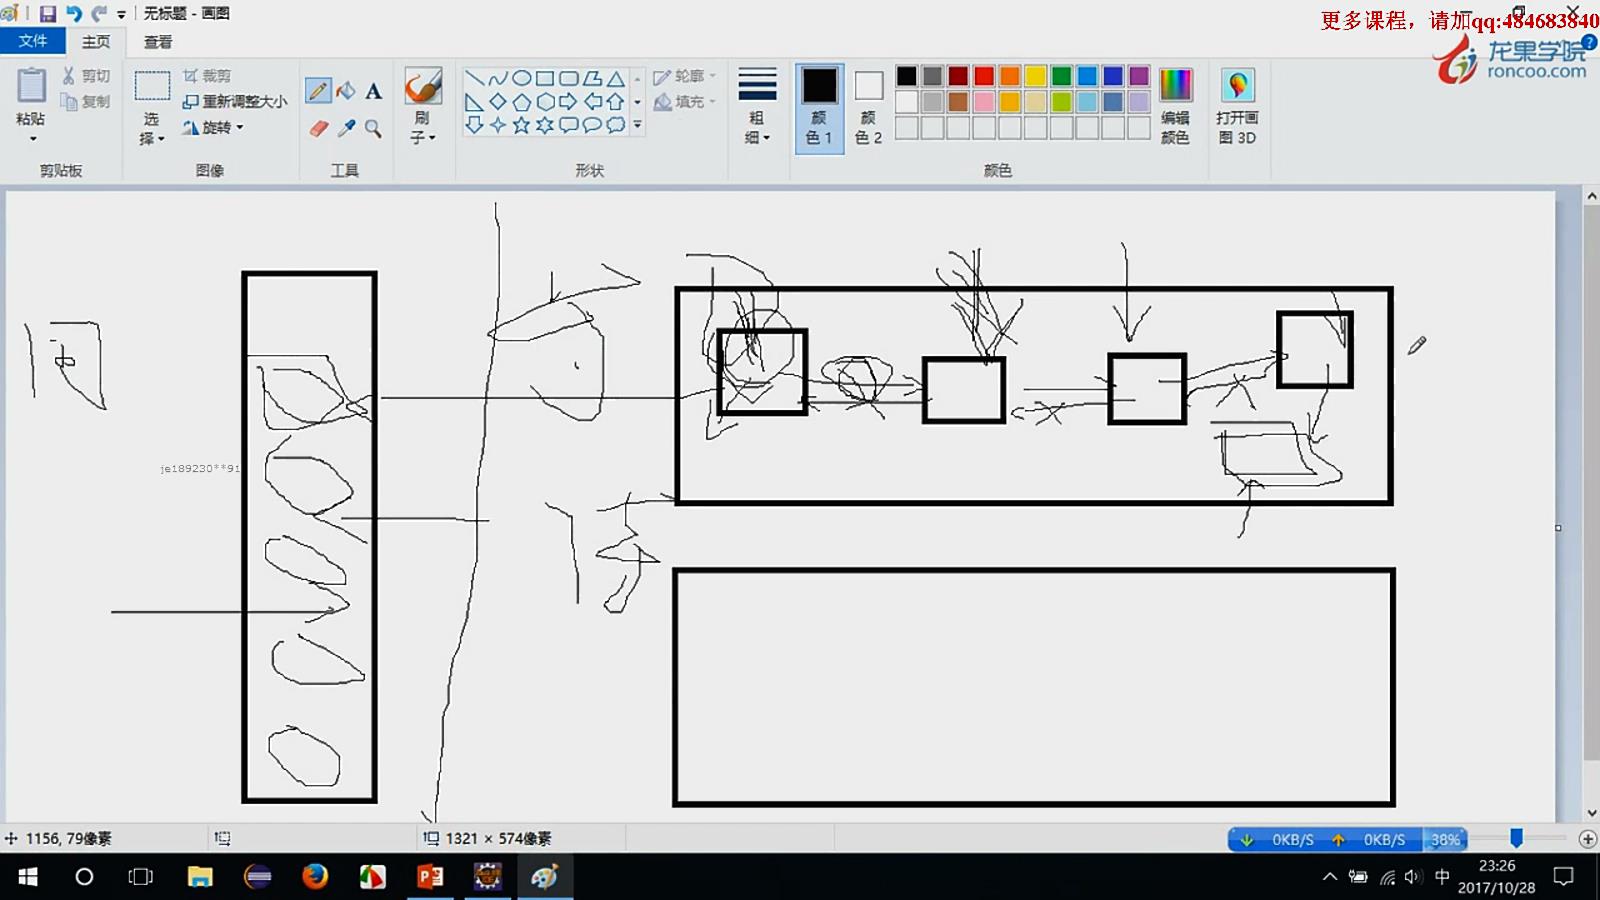 无标题 - 画图
更多课程，请加qq:484683840
文件
主页
查看
龙果学院
roncoo.com
粘贴
剪切
复制
剪贴板
选择
裁剪
重新调整大小
旋转
图像
A
工具
刷子
轮廓
填充
形状
粗细
颜色 1
颜色 2
颜色
编辑颜色
打开画图 3D
je189230**91
1156, 79像素
1321 × 574像素
0KB/S
0KB/S
38%
中
23:26
2017/10/28